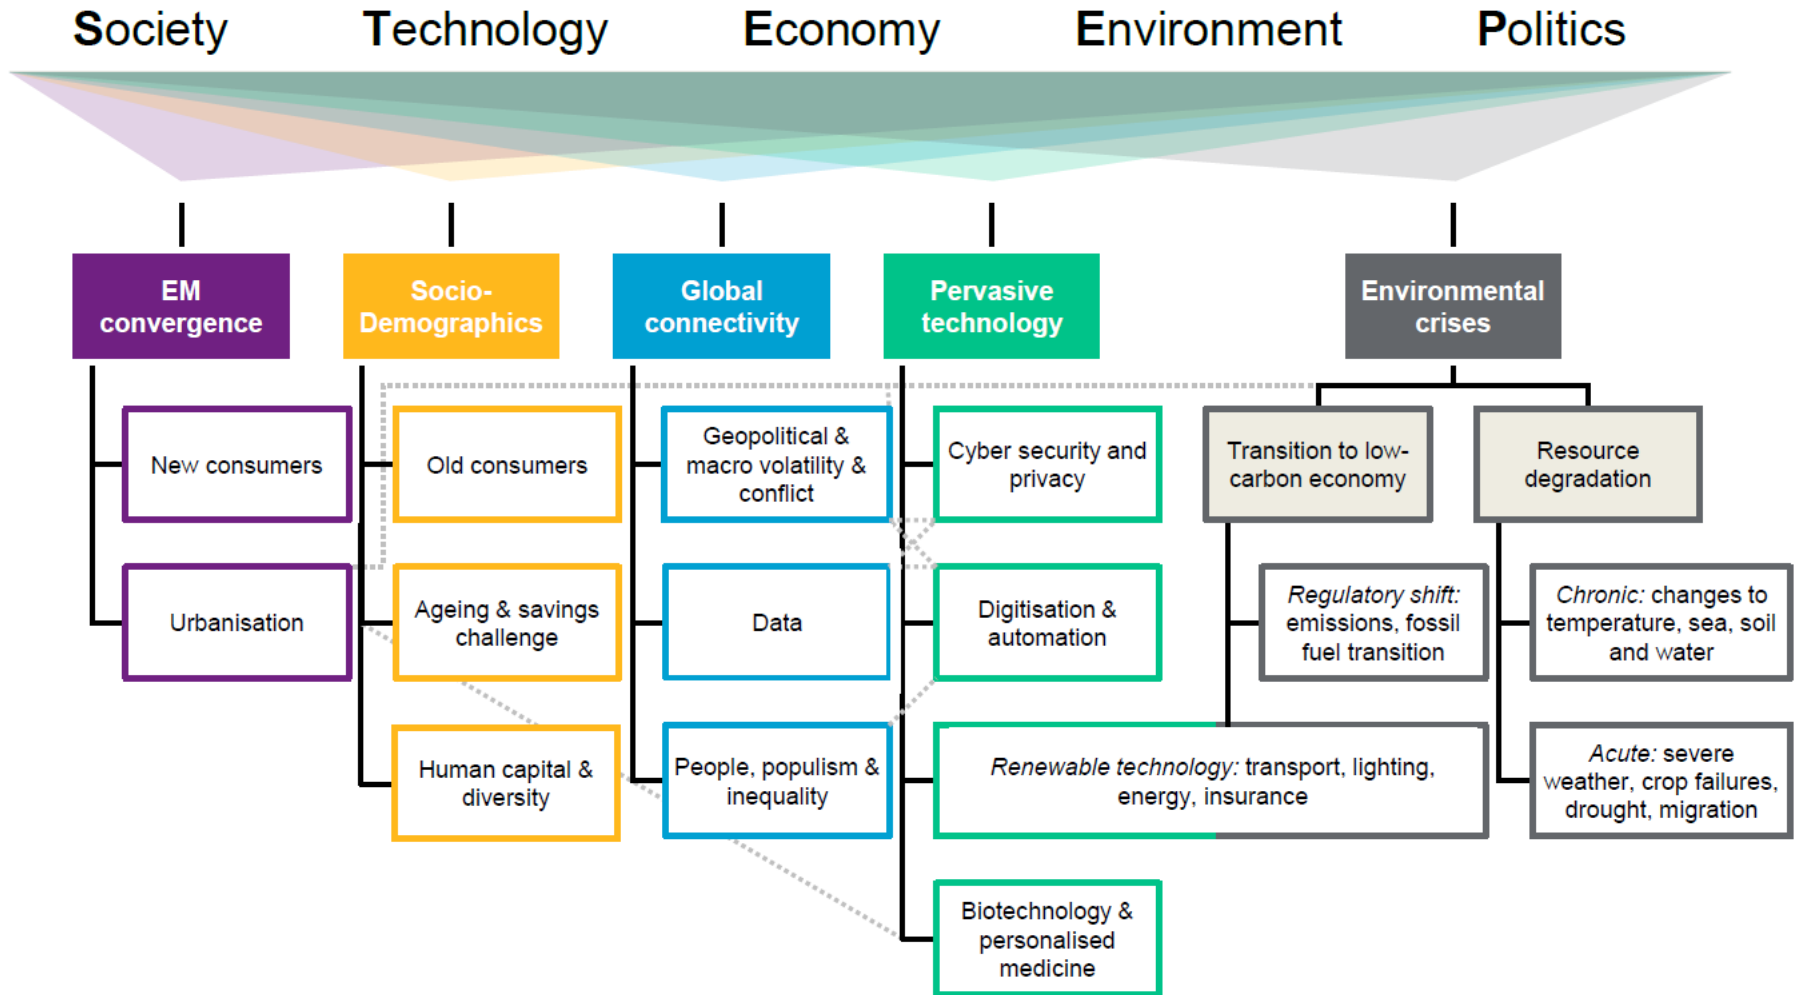 Society
Technology
Economy
Environment
Politics
EM
convergence
Socio-
Demographics
Global
connectivity
Pervasive
technology
Environmental
crises
New consumers
Urbanisation
Old consumers
Ageing & savings
challenge
Human capital &
diversity
Geopolitical &
macro volatility &
conflict
Data
People, populism &
inequality
Cyber security and
privacy
Digitisation &
automation
Renewable technology: transport, lighting,
energy, insurance
Biotechnology &
personalised
medicine
Transition to low-
carbon economy
Regulatory shift:
emissions, fossil
fuel transition
Resource
degradation
Chronic: changes to
temperature, sea, soil
and water
Acute: severe
weather, crop failures,
drought, migration